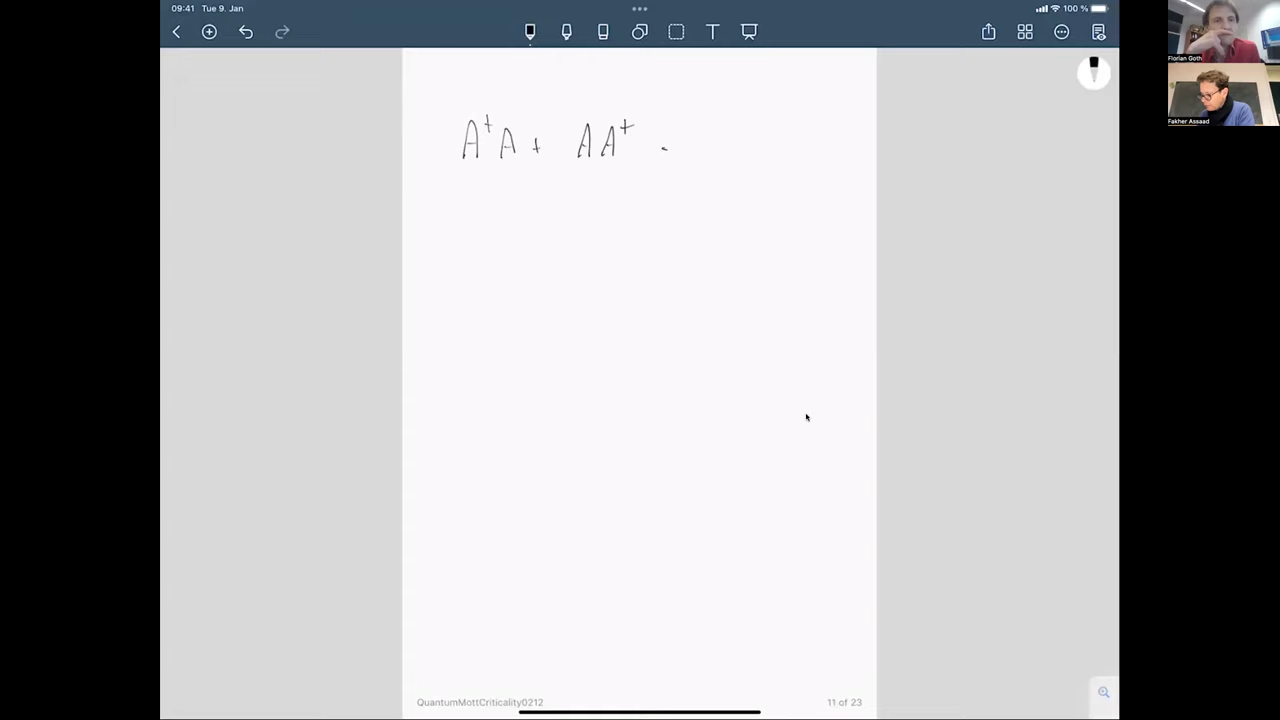 09:41 Tue 9. Jan
100 %
T
Florian Goth
Fakher Assaad
A†A + AA†
QuantumMottCriticality0212
11 of 23